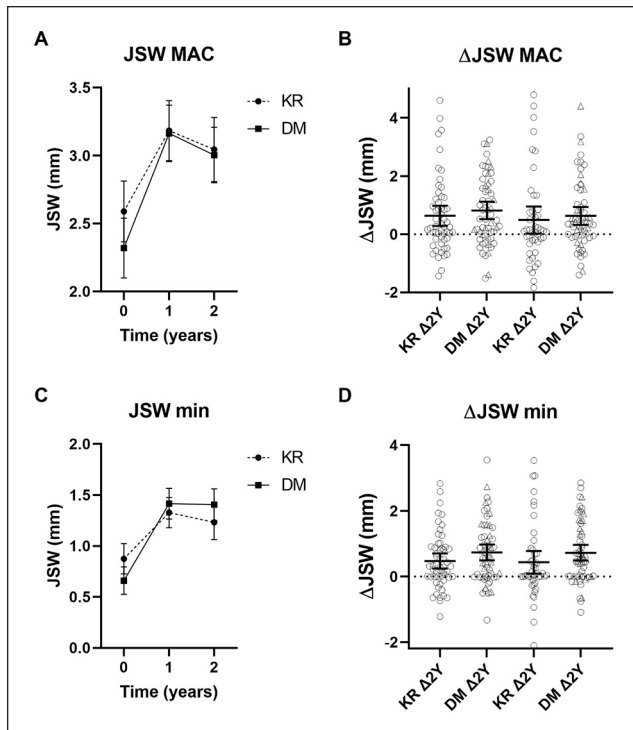 A
JSW MAC
JSW (mm)
3.5
3.0
2.5
2.0
0
1
2
Time (years)
KR
DM
B
ΔJSW MAC
ΔJSW (mm)
4
2
0
-2
KR Δ2Y
DM Δ2Y
KR Δ2Y
DM Δ2Y
C
JSW min
JSW (mm)
2.0
1.5
1.0
0.5
0.0
0
1
2
Time (years)
KR
DM
D
ΔJSW min
ΔJSW (mm)
4
2
0
-2
KR Δ2Y
DM Δ2Y
KR Δ2Y
DM Δ2Y